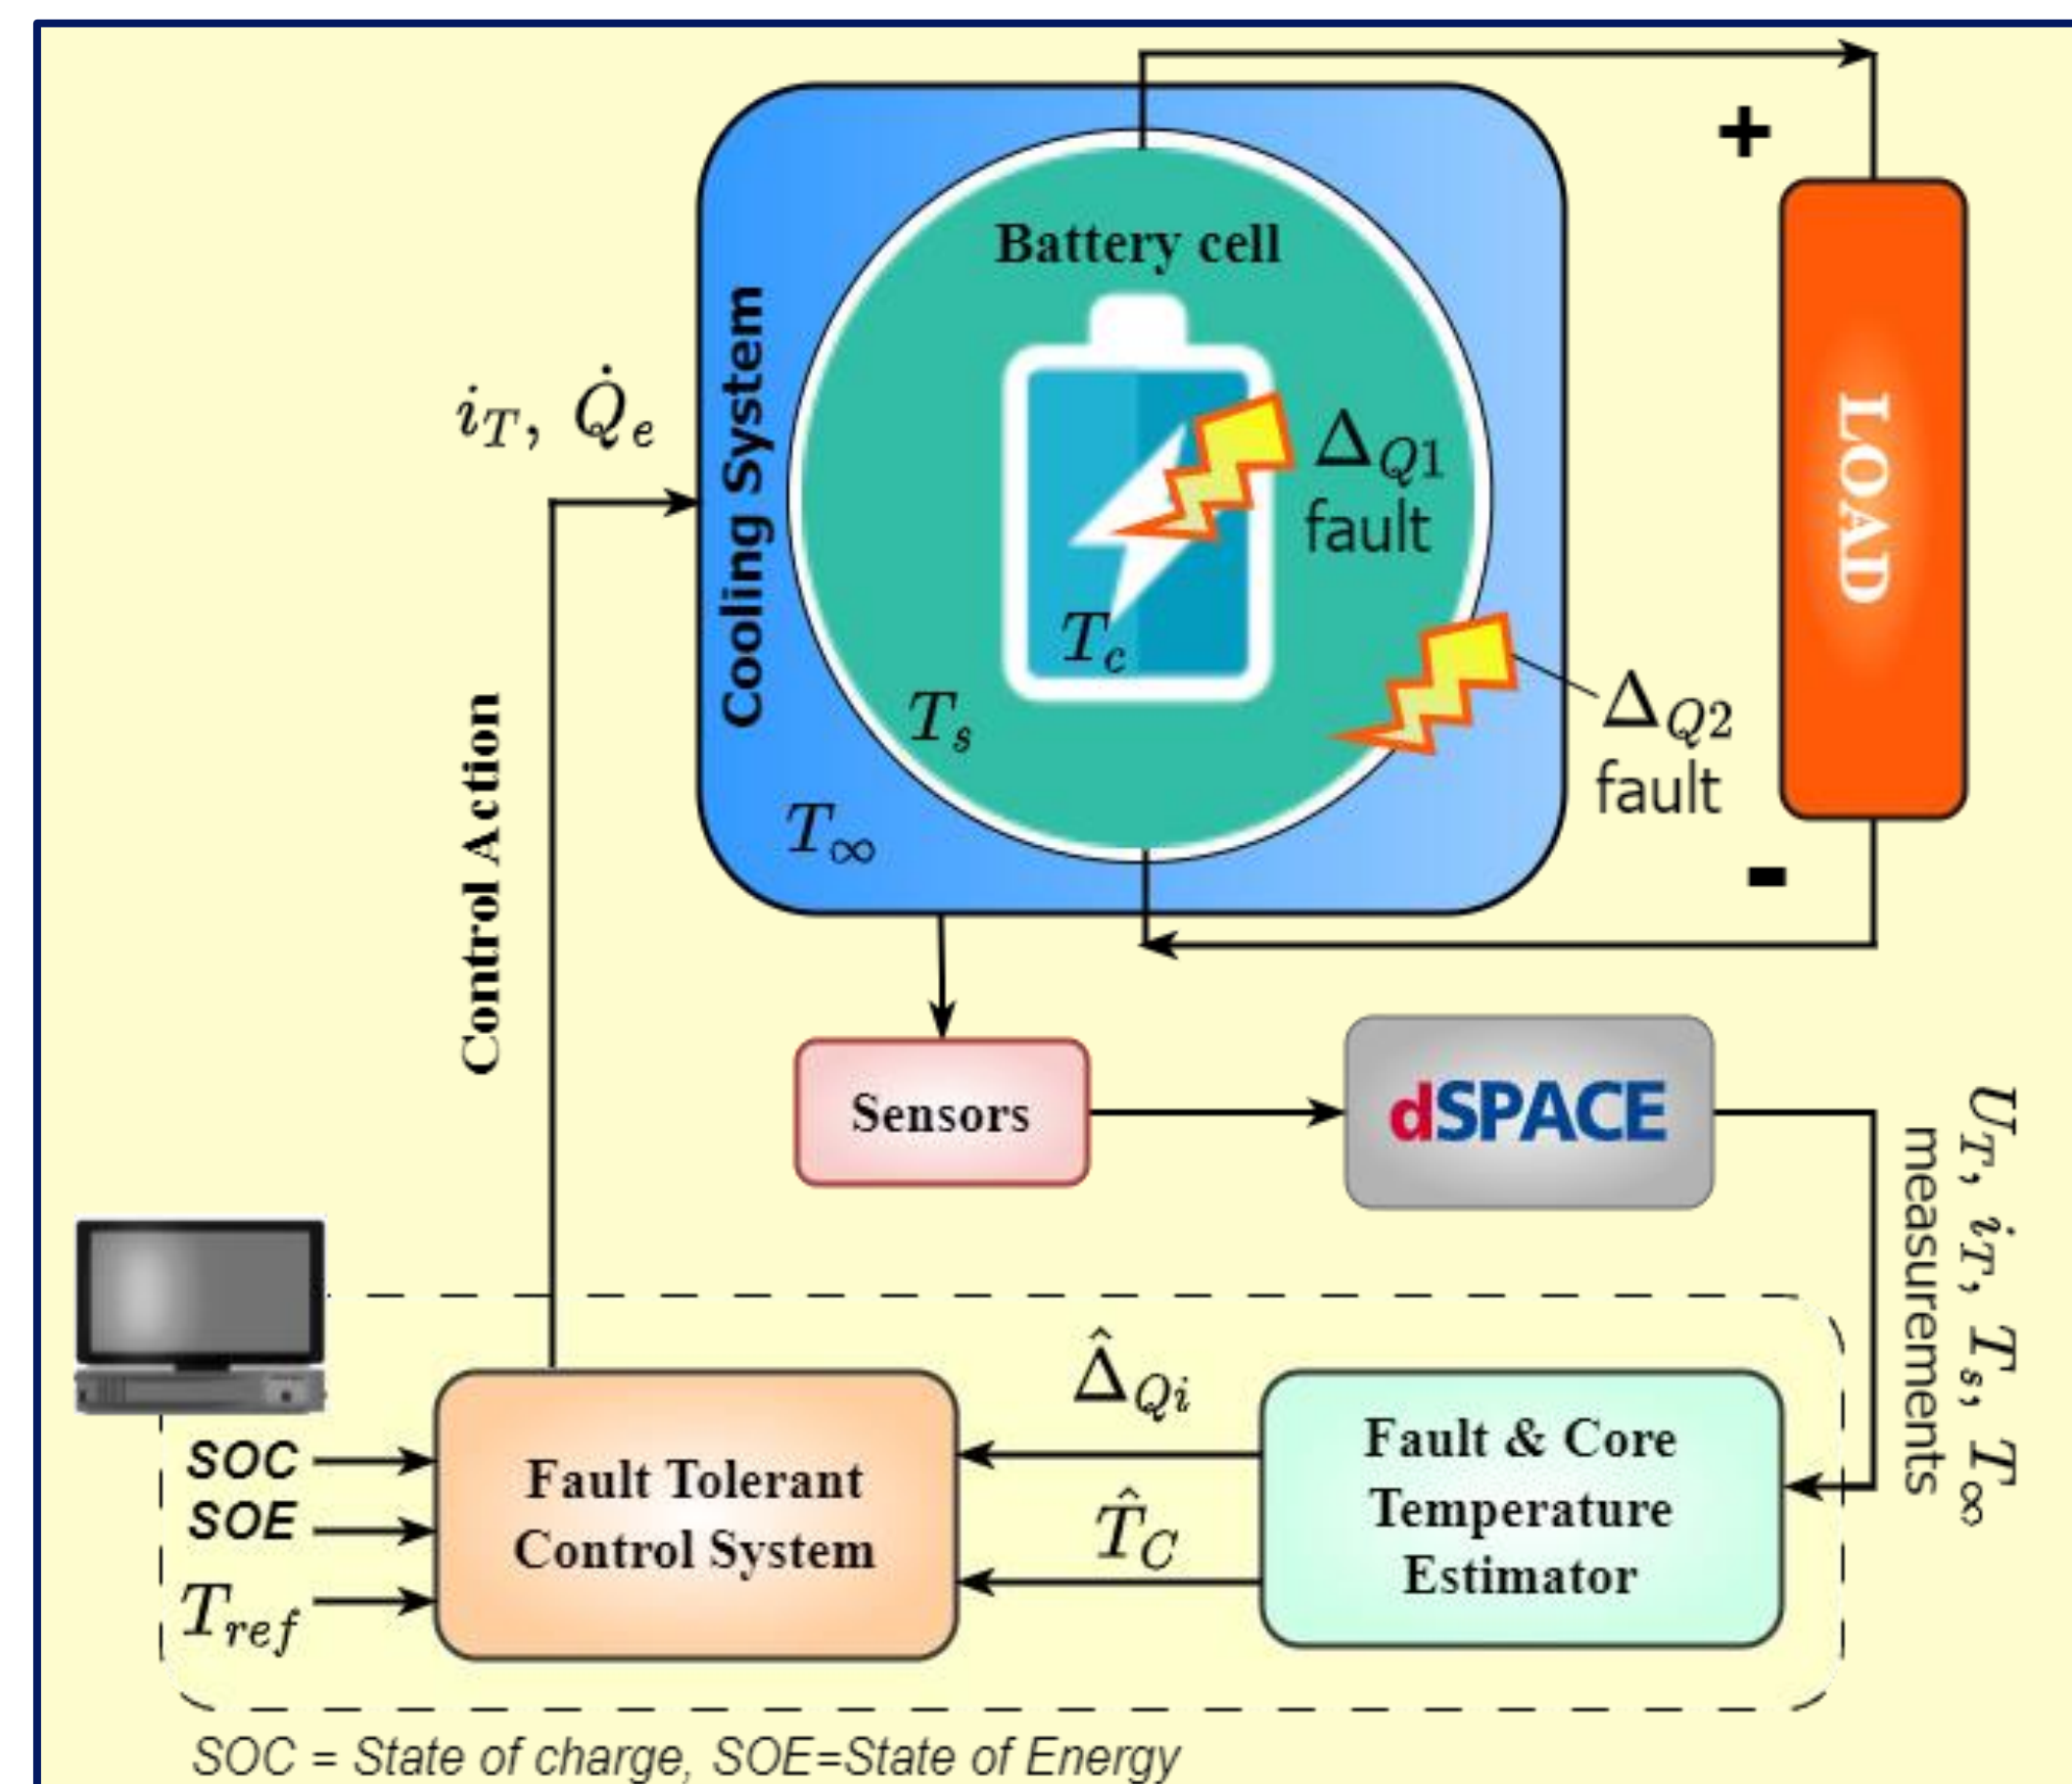 +
Battery cell
Cooling System
i_T, Q̇_e
Δ_Q1
fault
LOAD
T_c
T_s
Δ_Q2
fault
T_∞
-
Control Action
Sensors
dSPACE
U_T, i_T, T_s, T_∞
measurements
Δ̂_Qi
T̂_C
Fault & Core
Temperature
Estimator
Fault Tolerant
Control System
SOC
SOE
T_ref
SOC = State of charge, SOE=State of Energy